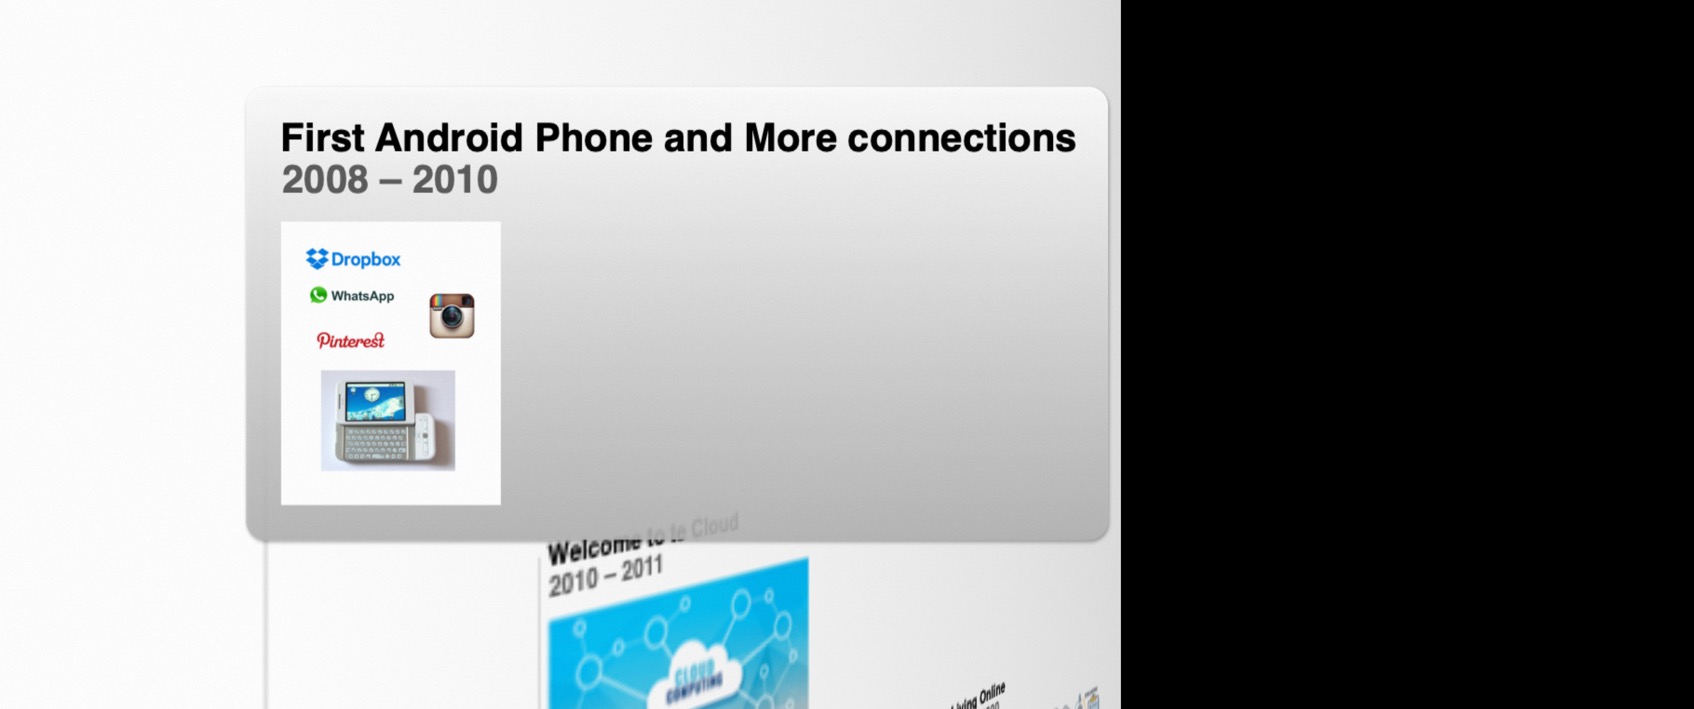 First Android Phone and More connections
2008 – 2010
Dropbox
WhatsApp
Pinterest
Welcome to te Cloud
2010 – 2011
CLOUD
COMPUTING
Living Online